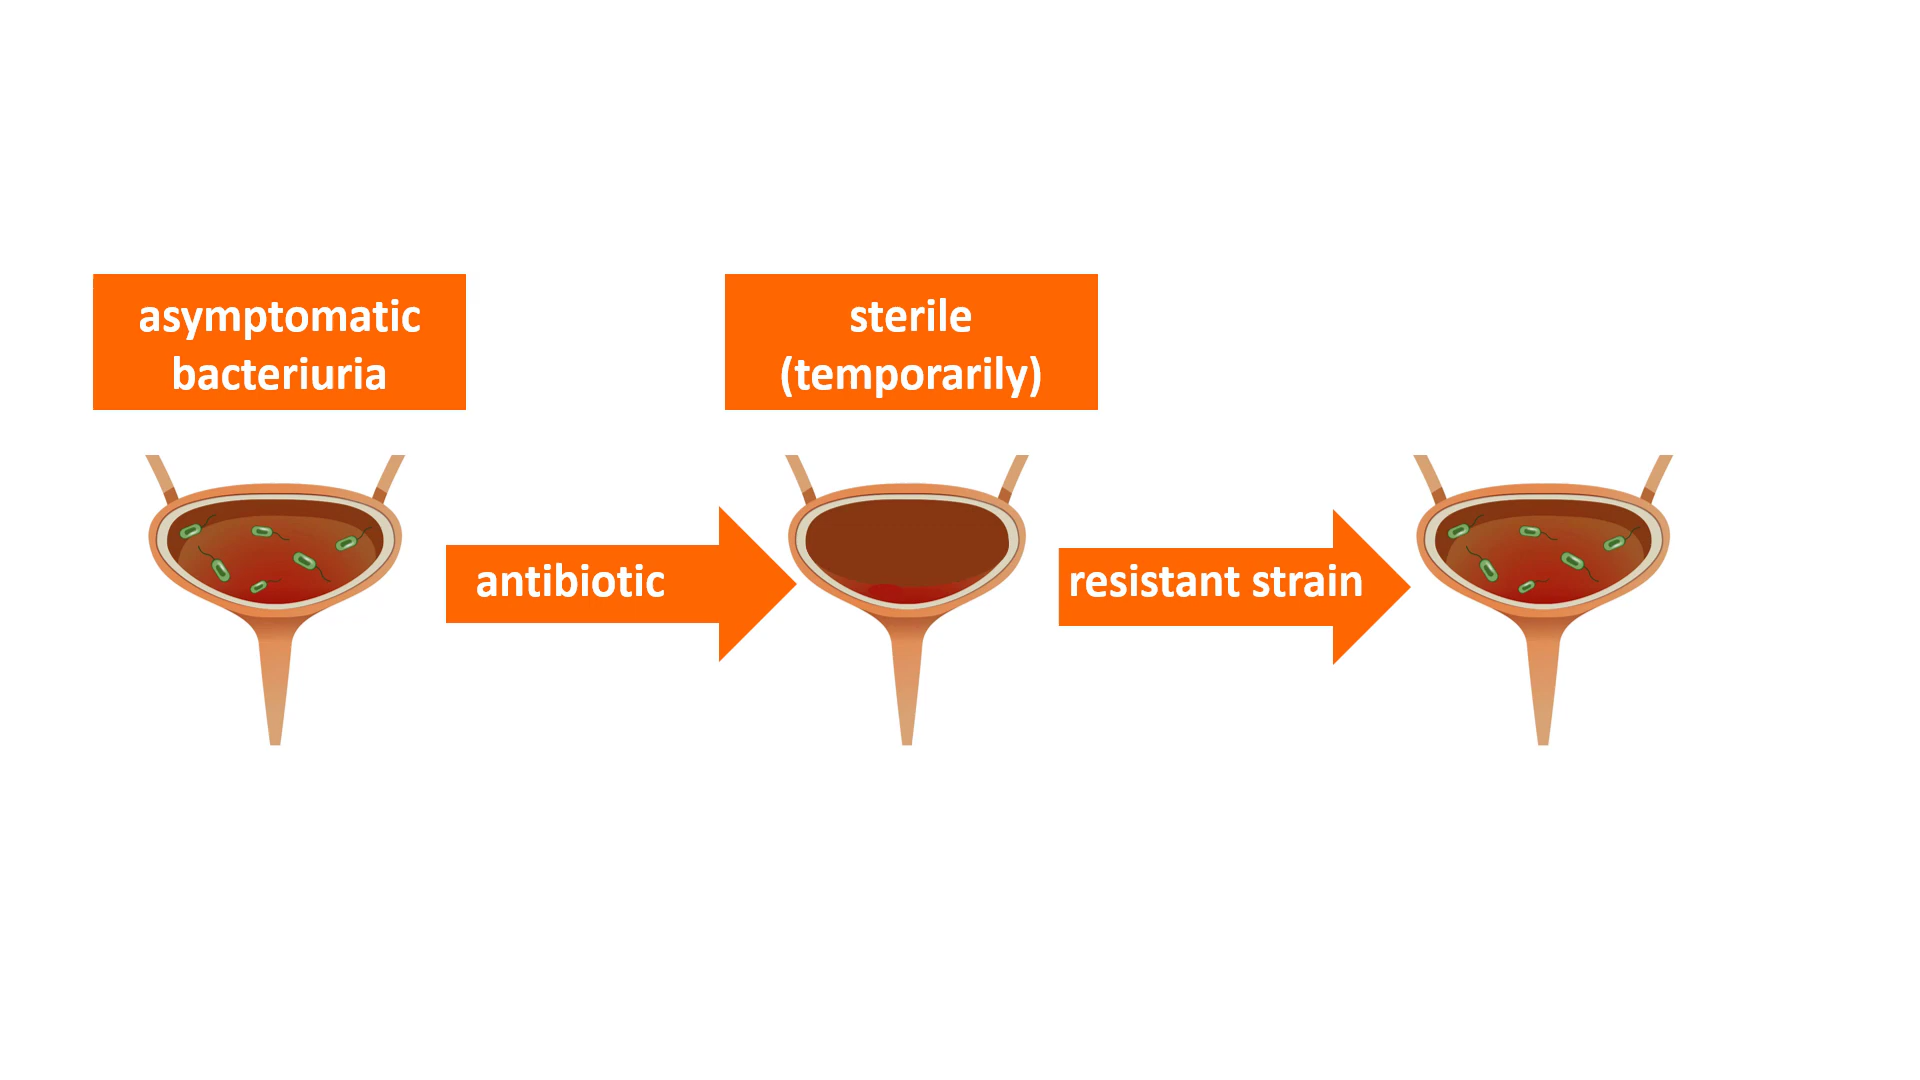 asymptomatic
bacteriuria
sterile
(temporarily)
antibiotic
resistant strain